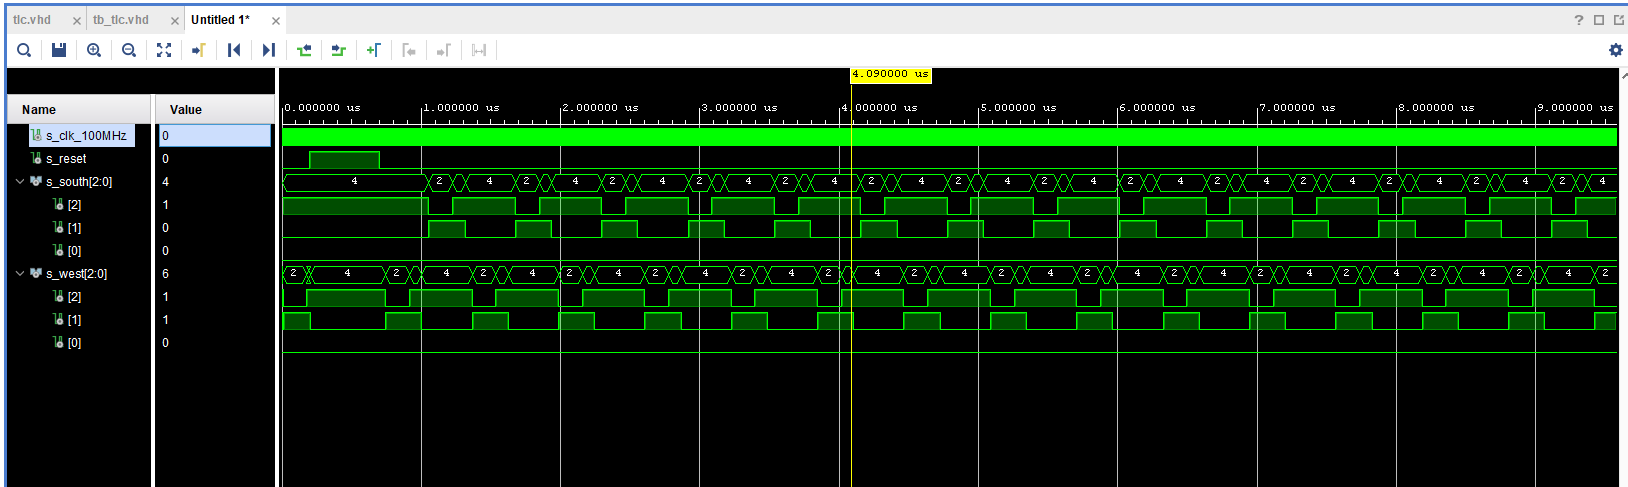 tlc.vhd × tb_tlc.vhd × Untitled 1* ×
4.090000 us
Name Value
0.000000 us 1.000000 us 2.000000 us 3.000000 us 4.000000 us 5.000000 us 6.000000 us 7.000000 us 8.000000 us 9.000000 us
s_clk_100MHz 0
s_reset 0
s_south[2:0] 4 4 2 4 2 4 2 4 2 4 2 4 2 4 2 4 2 4 2 4 2 4 2 4 2 4 2 4 2 4
[2] 1
[1] 0
[0] 0
s_west[2:0] 6 2 4 2 4 2 4 2 4 2 4 2 4 2 4 2 4 2 4 2 4 2 4 2 4 2 4 2 4 2 4 2
[2] 1
[1] 1
[0] 0